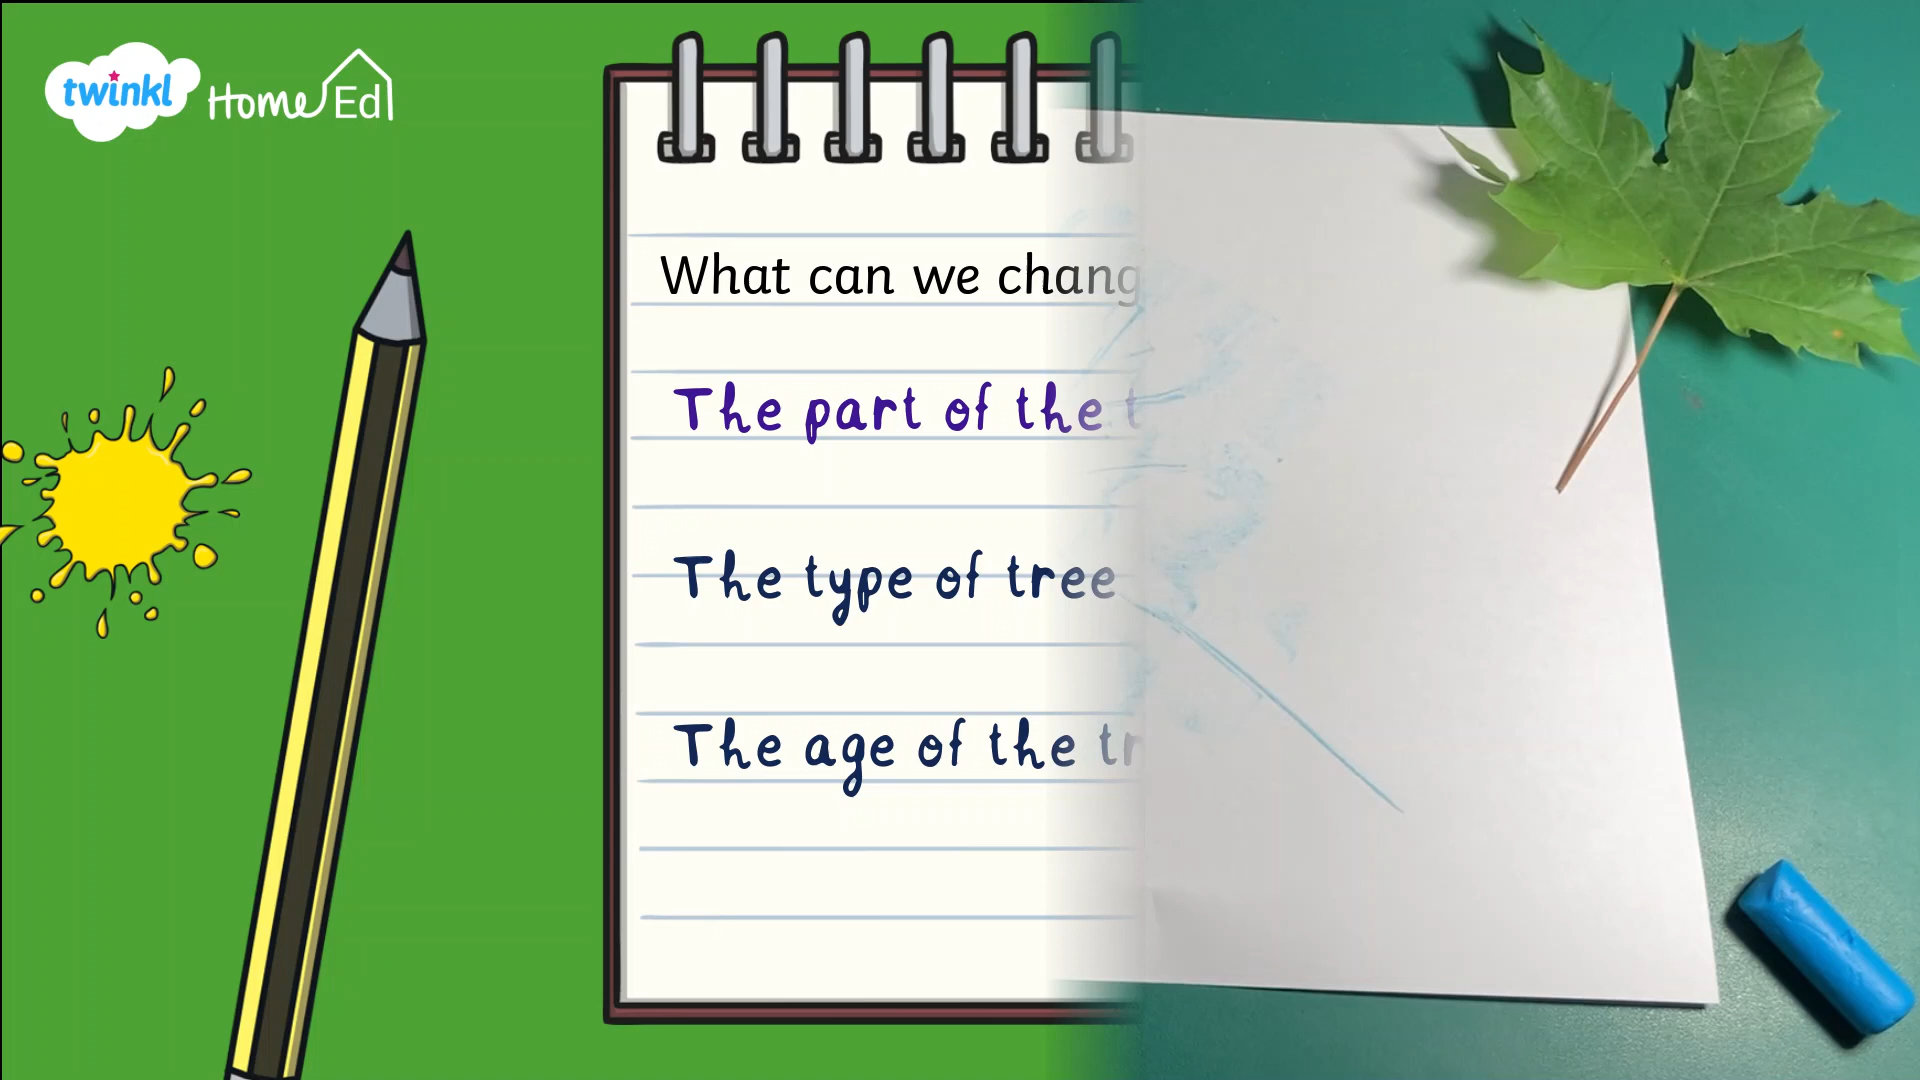 twinkl Home Ed
What can we chang
The part of the t
The type of tree
The age of the tr